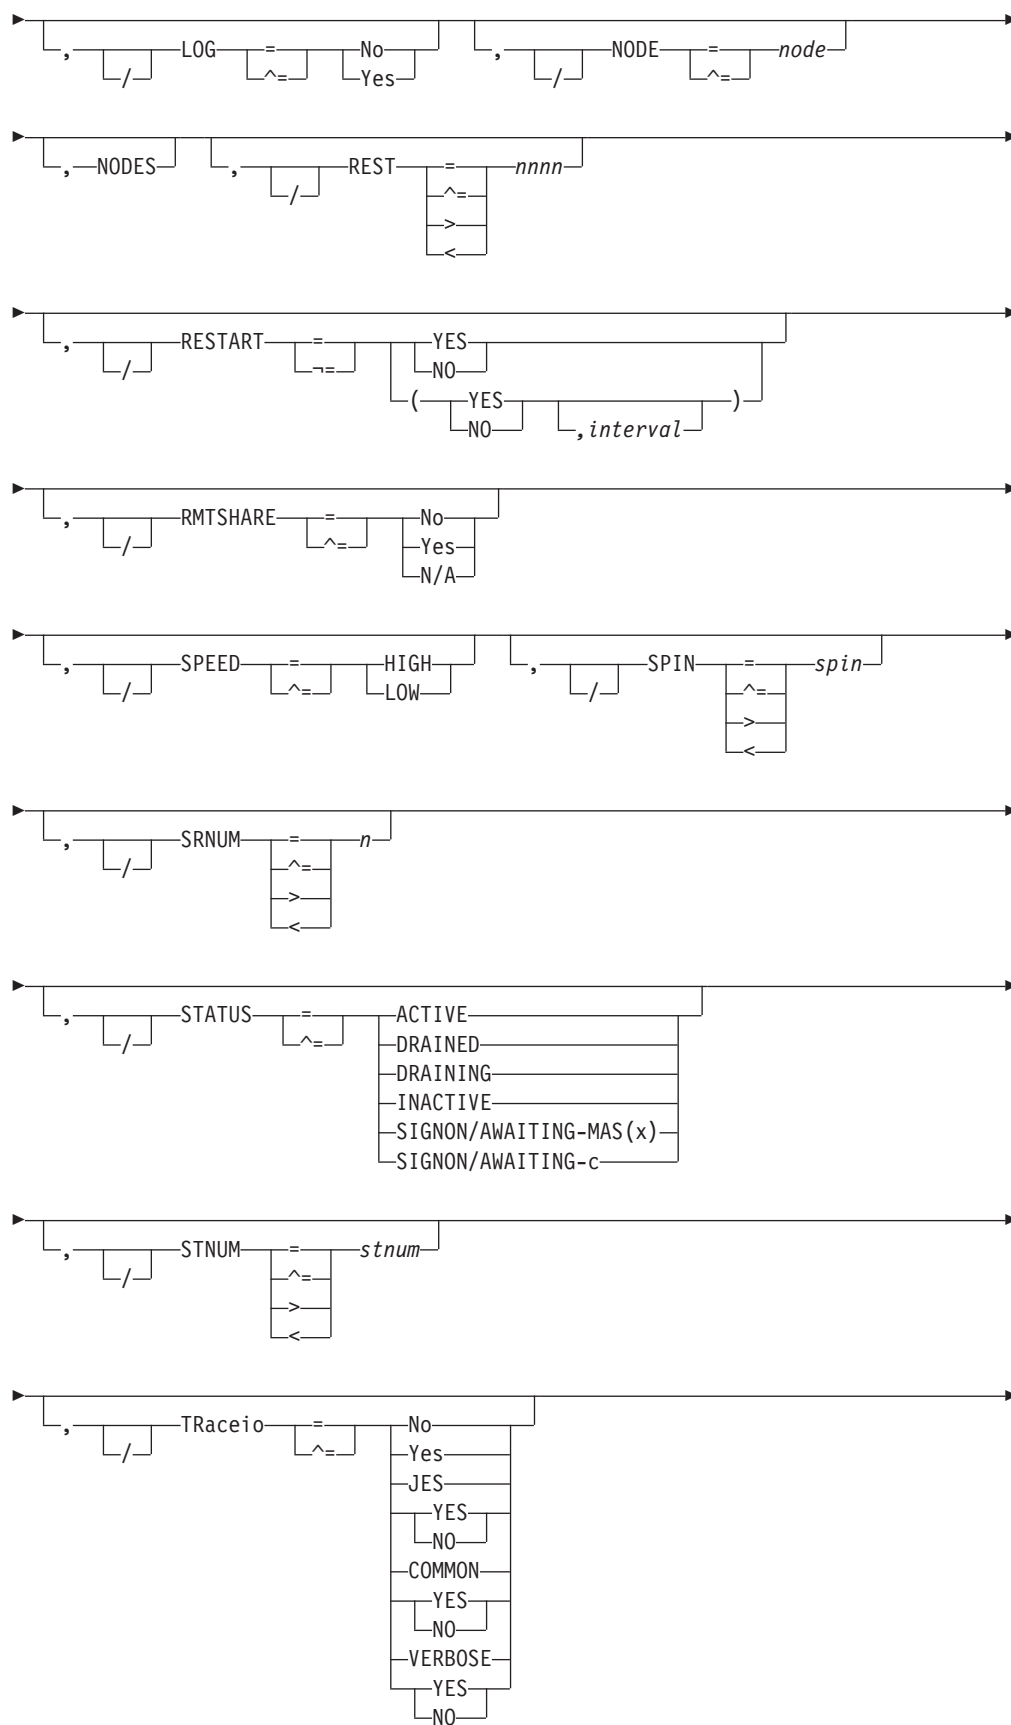 , / LOG = No , / NODE = node
^= Yes ^=
, NODES , / REST = nnnn
^=
>
<
, / RESTART = YES
¬= NO
( YES )
NO ,interval
, / RMTSHARE = No
^= Yes
N/A
, / SPEED = HIGH , / SPIN = spin
^= LOW ^=
>
<
, / SRNUM = n
^=
>
<
, / STATUS = ACTIVE
^= DRAINED
DRAINING
INACTIVE
SIGNON/AWAITING-MAS(x)
SIGNON/AWAITING-c
, / STNUM = stnum
^=
>
<
, / TRaceio = No
^= Yes
JES
YES
NO
COMMON
YES
NO
VERBOSE
YES
NO